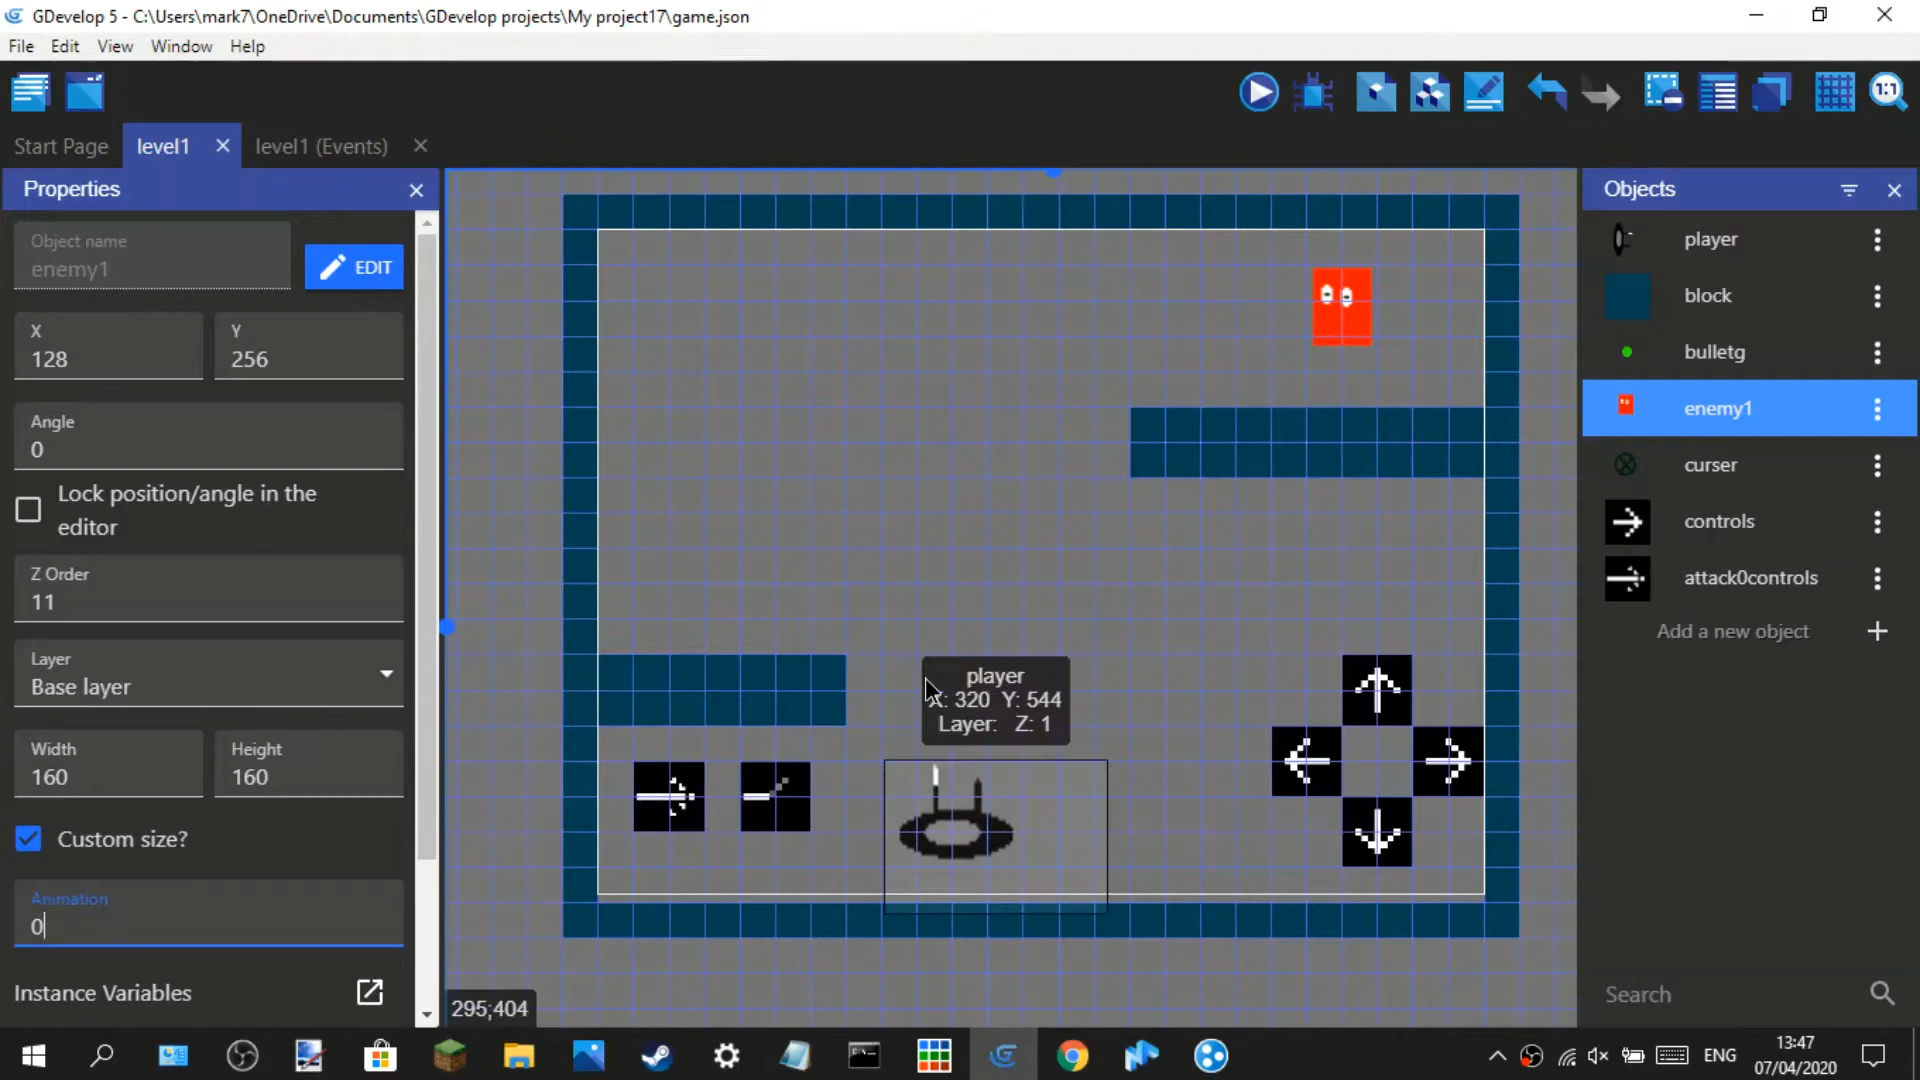 GDevelop 5 - C:\Users\mark7\OneDrive\Documents\GDevelop projects\My project17\game.json
File Edit View Window Help
1:1
Start Page level1 level1 (Events)
Properties
Object name
enemy1
EDIT
X
128
Y
256
Angle
0
Lock position/angle in the
editor
Z Order
11
Layer
Base layer
Width
160
Height
160
Custom size?
Animation
0
Instance Variables
player
X: 320 Y: 544
Layer: Z: 1
295;404
Objects
player
block
bulletg
enemy1
curser
controls
attack0controls
Add a new object
Search
ENG
13:47
07/04/2020